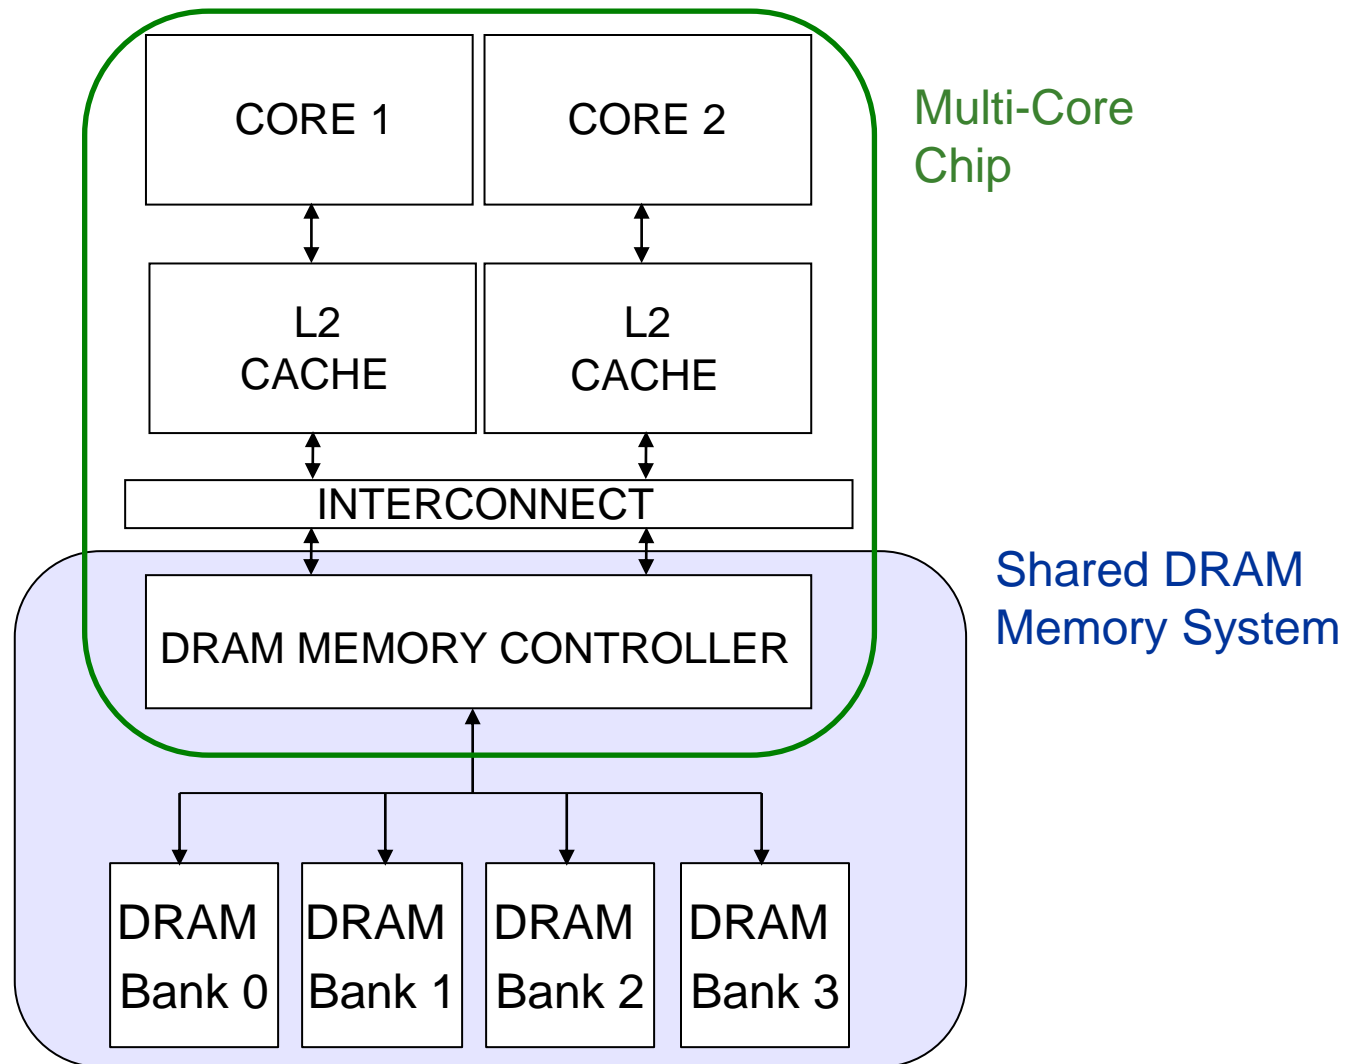 CORE 1
CORE 2
Multi-Core
Chip
L2
CACHE
L2
CACHE
INTERCONNECT
Shared DRAM
Memory System
DRAM MEMORY CONTROLLER
DRAM
Bank 0
DRAM
Bank 1
DRAM
Bank 2
DRAM
Bank 3